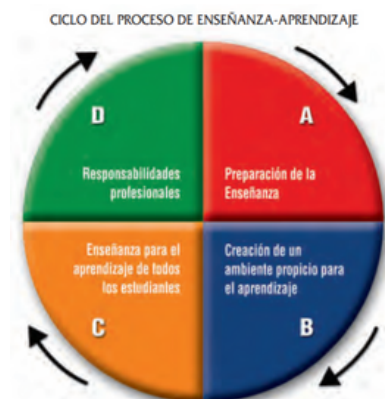 CICLO DEL PROCESO DE ENSEÑANZA-APRENDIZAJE
D
Responsabilidades
profesionales
A
Preparación de la
Enseñanza
Enseñanza para el
aprendizaje de todos
los estudiantes
C
Creación de un
ambiente propicio para
el aprendizaje
B